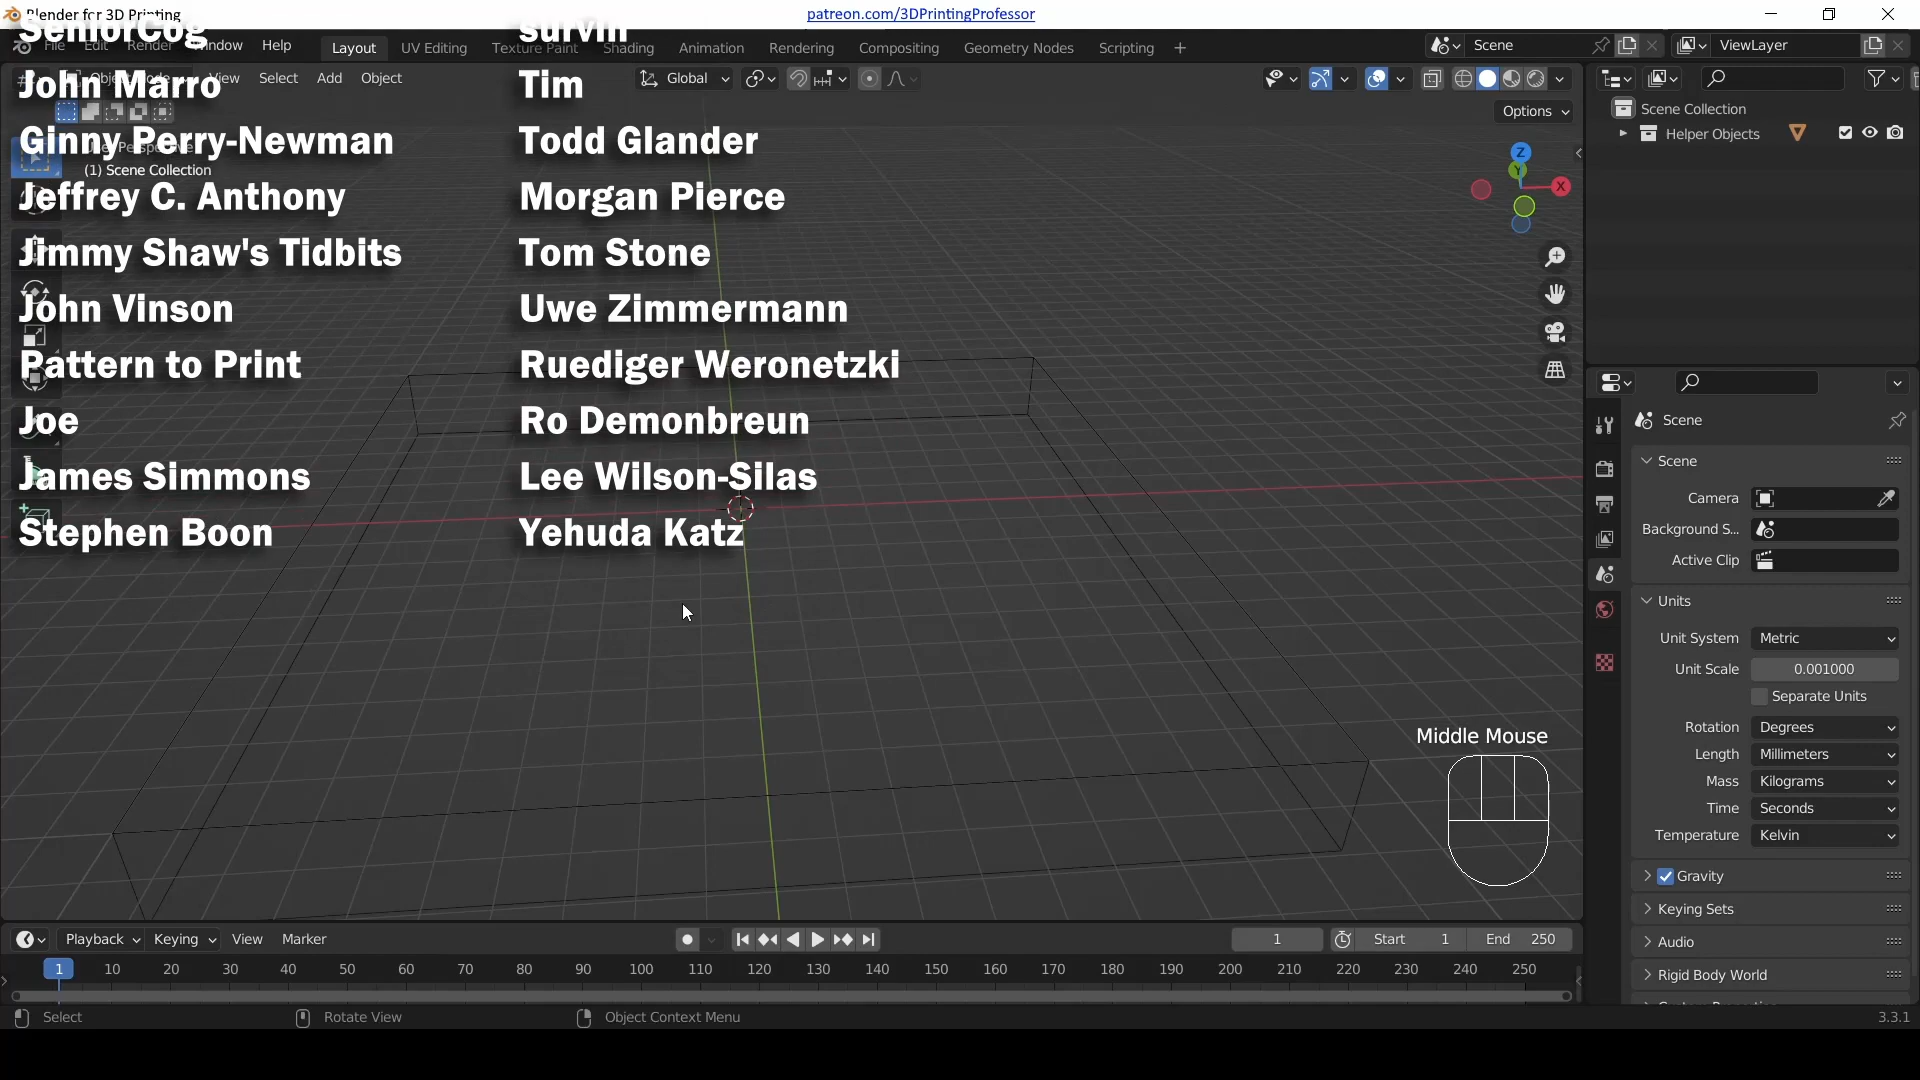 Blender for 3D Printing
patreon.com/3DPrintingProfessor
SeniorCog
survin
File Edit Render Window Help
Layout UV Editing Texture Paint Shading Animation Rendering Compositing Geometry Nodes Scripting +
Scene
ViewLayer
Object Mode View Select Add Object
Global
John Marro
Tim
Options
Ginny Perry-Newman
Todd Glander
User Perspective
(1) Scene Collection
Jeffrey C. Anthony
Morgan Pierce
Jimmy Shaw's Tidbits
Tom Stone
John Vinson
Uwe Zimmermann
Pattern to Print
Ruediger Weronetzki
Joe
Ro Demonbreun
James Simmons
Lee Wilson-Silas
Stephen Boon
Yehuda Katz
Z
Y
X
Middle Mouse
Scene Collection
Helper Objects
Scene
Scene
Camera
Background S...
Active Clip
Units
Unit System Metric
Unit Scale 0.001000
Separate Units
Rotation Degrees
Length Millimeters
Mass Kilograms
Time Seconds
Temperature Kelvin
Gravity
Keying Sets
Audio
Rigid Body World
Playback Keying View Marker
1 Start 1 End 250
1 10 20 30 40 50 60 70 80 90 100 110 120 130 140 150 160 170 180 190 200 210 220 230 240 250
Select Rotate View Object Context Menu
3.3.1